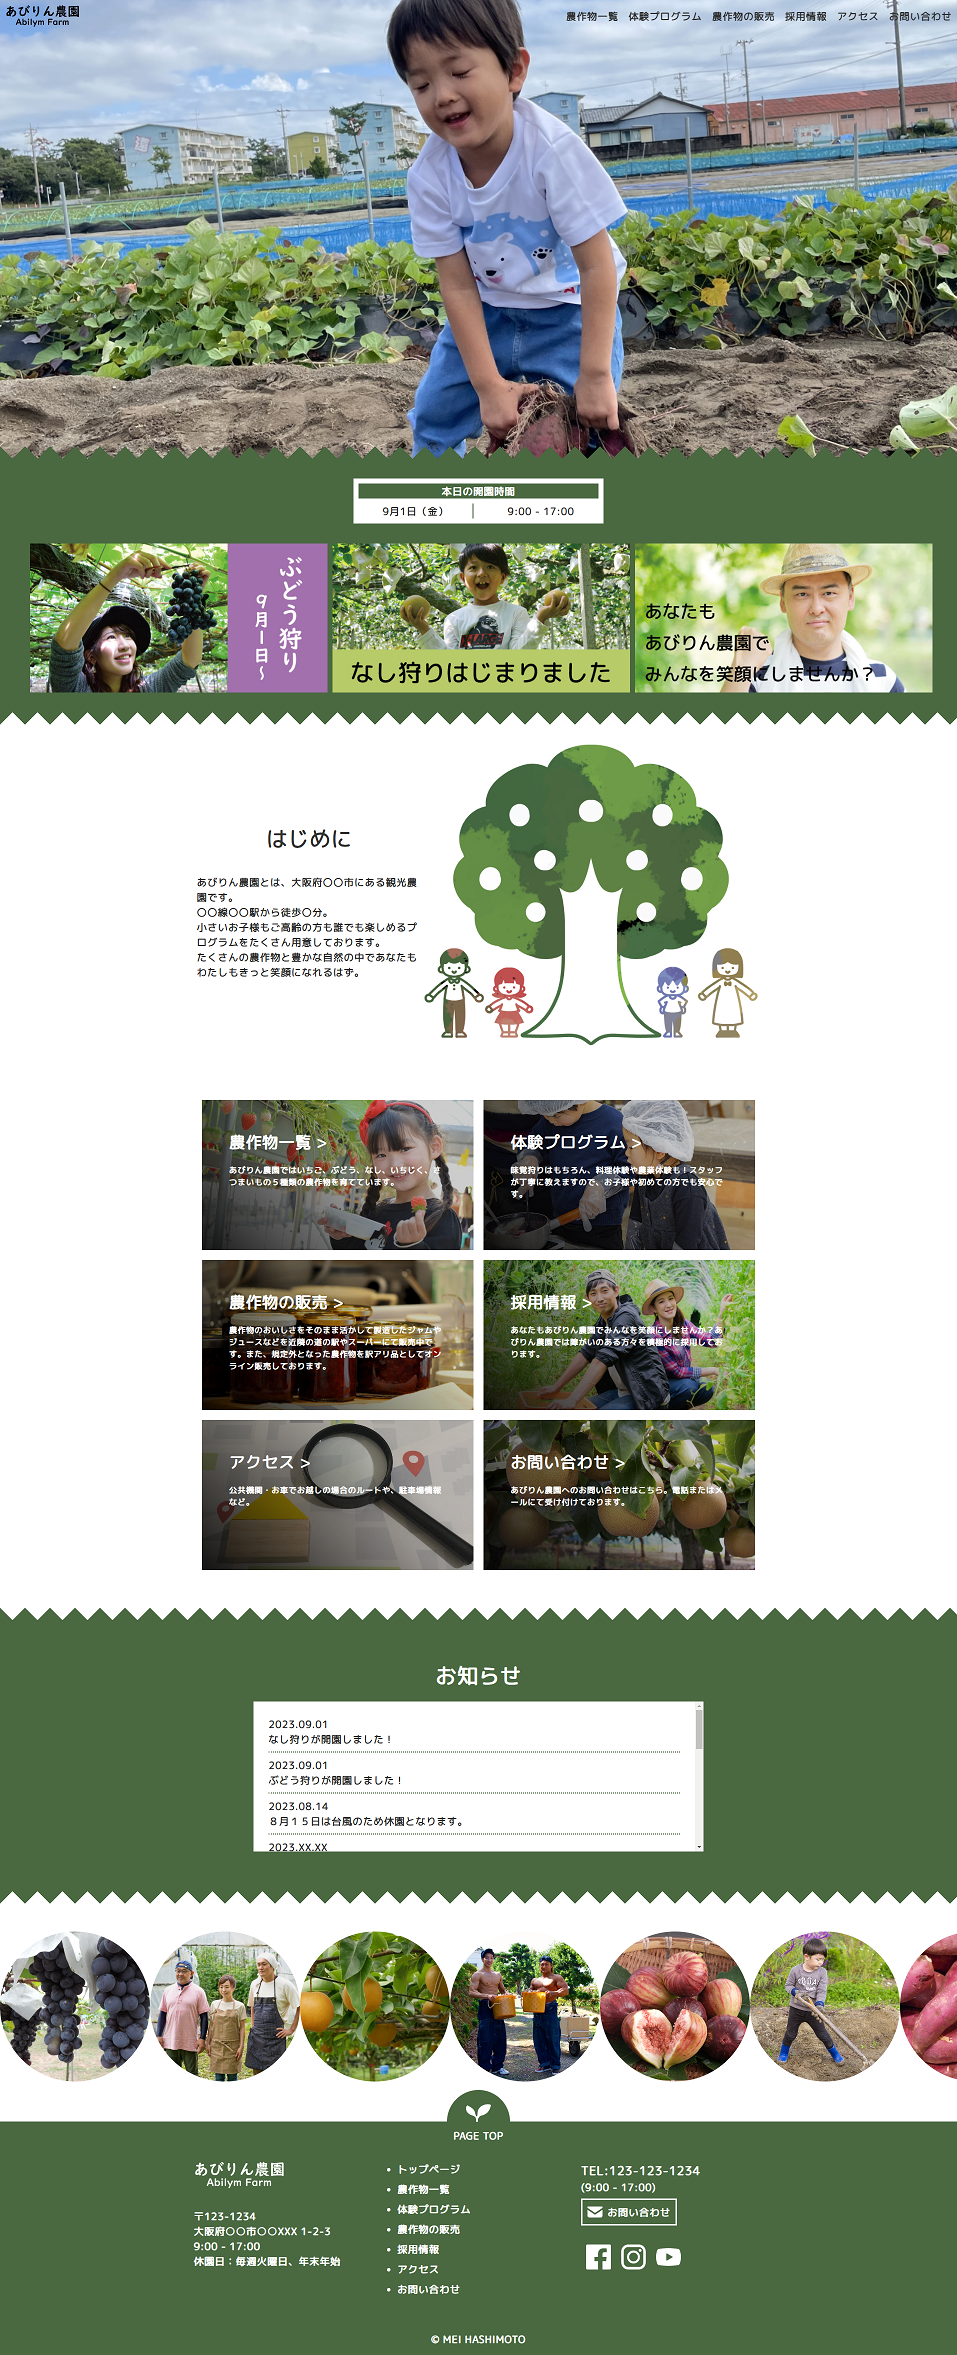 あびりん農園
Abilym Farm
農作物一覧 体験プログラム 農作物の販売 採用情報 アクセス お問い合わせ
本日の開園時間
9月1日（金） 9:00 - 17:00
ぶどう狩り
9月1日～
なし狩りはじまりました
あなたも
あびりん農園で
みんなを笑顔にしませんか？
はじめに
あびりん農園とは、大阪府〇〇市にある観光農
園です。
〇〇線〇〇駅から徒歩〇分。
小さいお子様もご高齢の方も誰でも楽しめるプ
ログラムをたくさん用意しております。
たくさんの農作物と豊かな自然の中であなたも
わたしもきっと笑顔になれるはず。
農作物一覧 >
あびりん農園ではいちご、ぶどう、なし、いちじく、さ
つまいもの５種類の農作物を育てています。
体験プログラム >
味覚狩りはもちろん、料理体験や農業体験も！スタッフ
が丁寧に教えますので、お子様や初めての方でも安心で
す。
農作物の販売 >
農作物のおいしさをそのまま活かして製造したジャムや
ジュースなどを近隣の道の駅やスーパーにて販売中で
す。また、規定外となった農作物を訳アリ品としてオン
ライン販売しております。
採用情報 >
あなたもあびりん農園でみんなを笑顔にしませんか？あ
びりん農園では障がいのある方々を積極的に採用してお
ります。
アクセス >
公共機関・お車でお越しの場合のルートや、駐車場情報
など。
お問い合わせ >
あびりん農園へのお問い合わせはこちら。電話またはメ
ールにて受け付けております。
お知らせ
2023.09.01
なし狩りが開園しました！
2023.09.01
ぶどう狩りが開園しました！
2023.08.14
８月１５日は台風のため休園となります。
2023.XX.XX
PAGE TOP
あびりん農園
Abilym Farm
〒123-1234
大阪府〇〇市〇〇XXX 1-2-3
9:00 - 17:00
休園日：毎週火曜日、年末年始
トップページ
農作物一覧
体験プログラム
農作物の販売
採用情報
アクセス
お問い合わせ
TEL:123-123-1234
(9:00 - 17:00)
お問い合わせ
© MEI HASHIMOTO